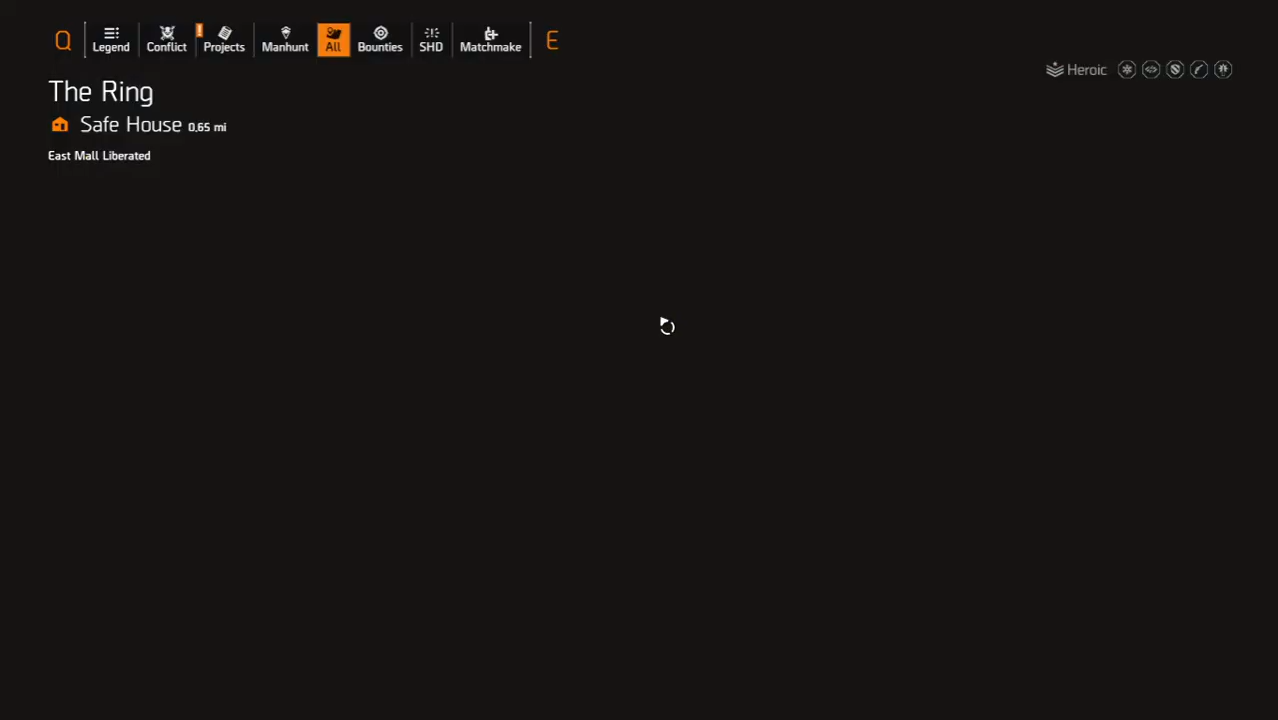 Q Legend Conflict Projects Manhunt All Bounties SHD Matchmake E
Heroic
The Ring
Safe House 0.65 mi
East Mall Liberated